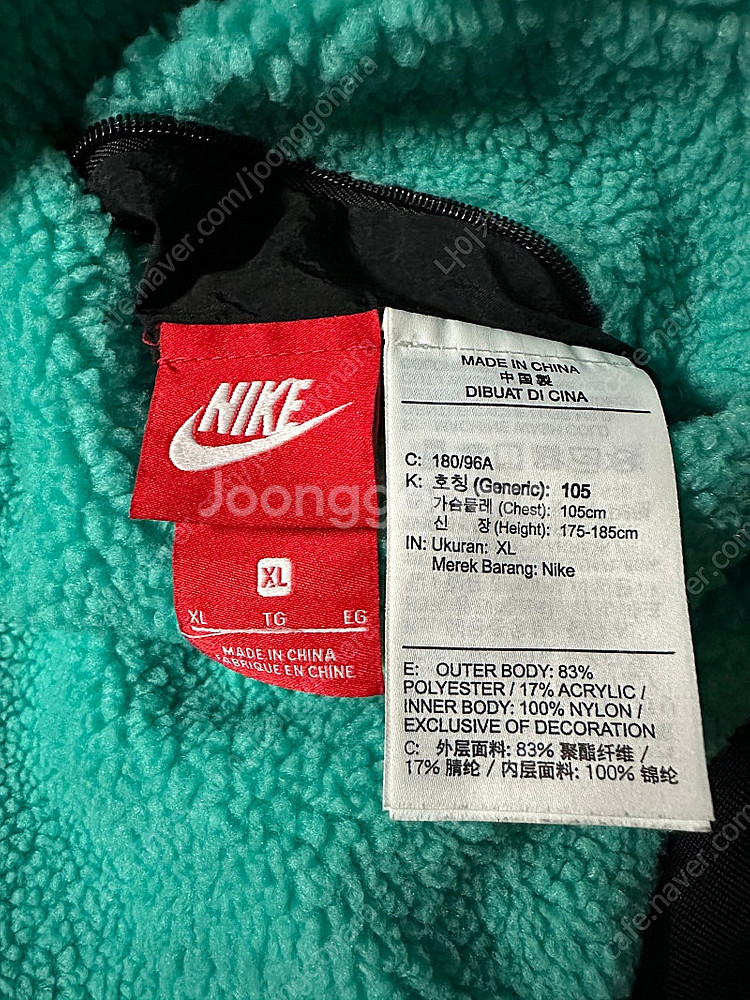 NIKE
XL
XL TG EG
MADE IN CHINA
FABRIQUE EN CHINE
MADE IN CHINA
中国製
DIBUAT DI CINA
C: 180/96A
K: 호칭 (Generic): 105
가슴둘레 (Chest): 105cm
신 장 (Height): 175-185cm
IN: Ukuran: XL
Merek Barang: Nike
E: OUTER BODY: 83%
POLYESTER / 17% ACRYLIC /
INNER BODY: 100% NYLON /
EXCLUSIVE OF DECORATION
C: 外层面料: 83% 聚酯纤维 /
17% 腈纶 / 内层面料: 100% 锦纶
cafe.naver.com/joonggonara
Joongg
cafe.naver.com